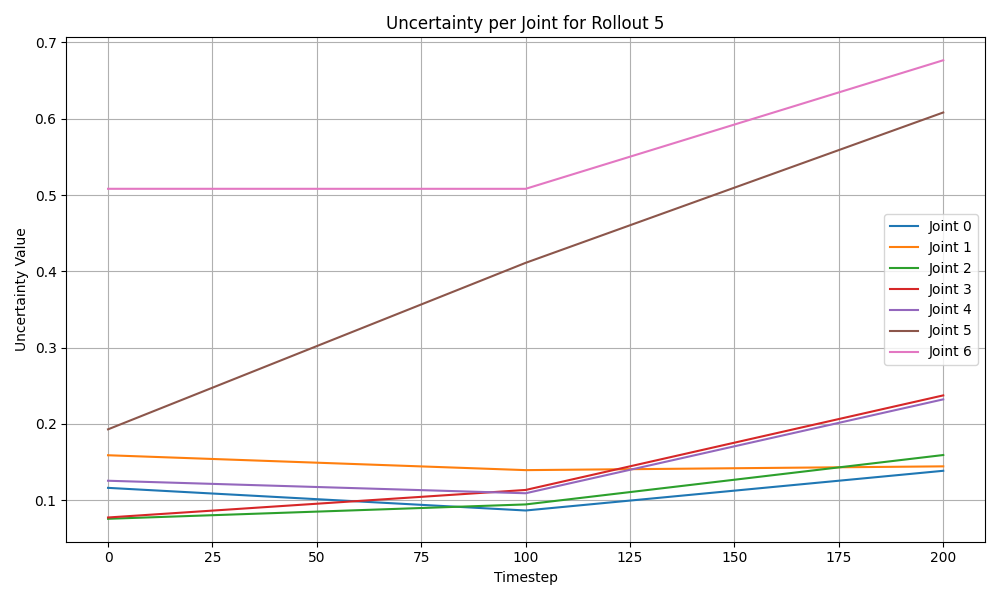 Uncertainty per Joint for Rollout 5
Uncertainty Value
0.7
0.6
0.5
0.4
0.3
0.2
0.1
Joint 0
Joint 1
Joint 2
Joint 3
Joint 4
Joint 5
Joint 6
0 25 50 75 100 125 150 175 200
Timestep